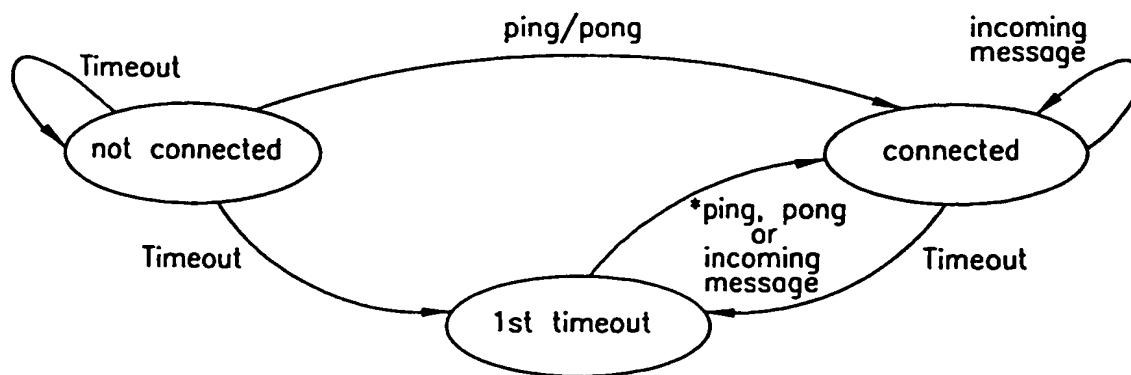 ping/pong
incoming
message
Timeout
not connected
connected
*ping, pong
or
incoming
message
Timeout
Timeout
1st timeout